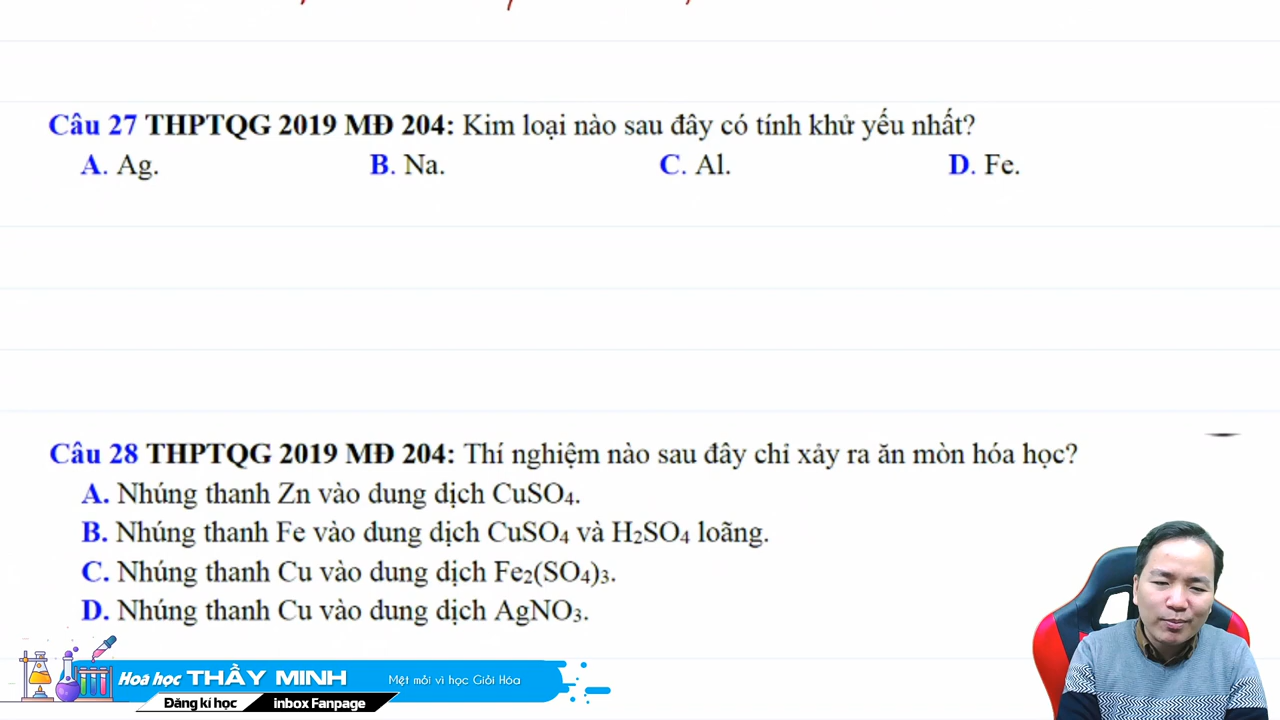 Câu 27 THPTQG 2019 MĐ 204: Kim loại nào sau đây có tính khử yếu nhất?
A. Ag. B. Na. C. Al. D. Fe.
Câu 28 THPTQG 2019 MĐ 204: Thí nghiệm nào sau đây chỉ xảy ra ăn mòn hóa học?
A. Nhúng thanh Zn vào dung dịch CuSO₄.
B. Nhúng thanh Fe vào dung dịch CuSO₄ và H₂SO₄ loãng.
C. Nhúng thanh Cu vào dung dịch Fe₂(SO₄)₃.
D. Nhúng thanh Cu vào dung dịch AgNO₃.
Hoá học THẦY MINH Mệt mỏi vì học Giỏi Hóa
Đăng kí học inbox Fanpage